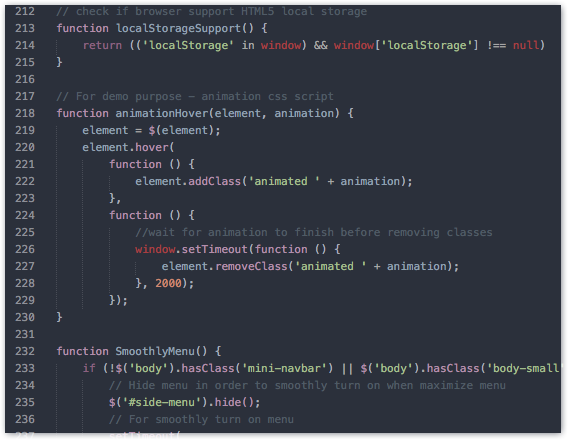 212 // check if browser support HTML5 local storage
213 function localStorageSupport() {
214     return (('localStorage' in window) && window['localStorage'] !== null)
215 }
216
217 // For demo purpose - animation css script
218 function animationHover(element, animation) {
219     element = $(element);
220     element.hover(
221         function () {
222             element.addClass('animated ' + animation);
223         },
224         function () {
225             //wait for animation to finish before removing classes
226             window.setTimeout(function () {
227                 element.removeClass('animated ' + animation);
228             }, 2000);
229         });
230 }
231
232 function SmoothlyMenu() {
233     if (!$('body').hasClass('mini-navbar') || $('body').hasClass('body-small'
234         // Hide menu in order to smoothly turn on when maximize menu
235         $('#side-menu').hide();
236         // For smoothly turn on menu
237         setTimeout(